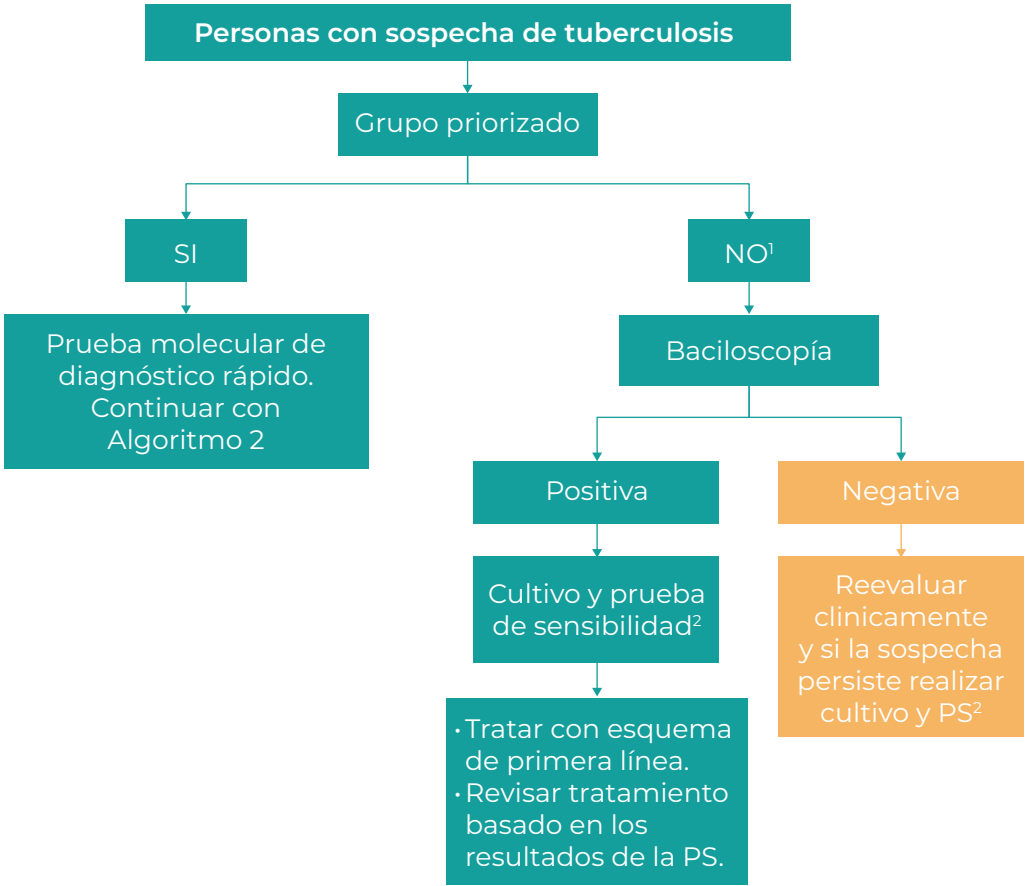 Personas con sospecha de tuberculosis
Grupo priorizado
SI
NO¹
Prueba molecular de
diagnóstico rápido.
Continuar con
Algoritmo 2
Baciloscopía
Positiva
Negativa
Cultivo y prueba
de sensibilidad²
Reevaluar
clinicamente
y si la sospecha
persiste realizar
cultivo y PS²
· Tratar con esquema
de primera línea.
· Revisar tratamiento
basado en los
resultados de la PS.